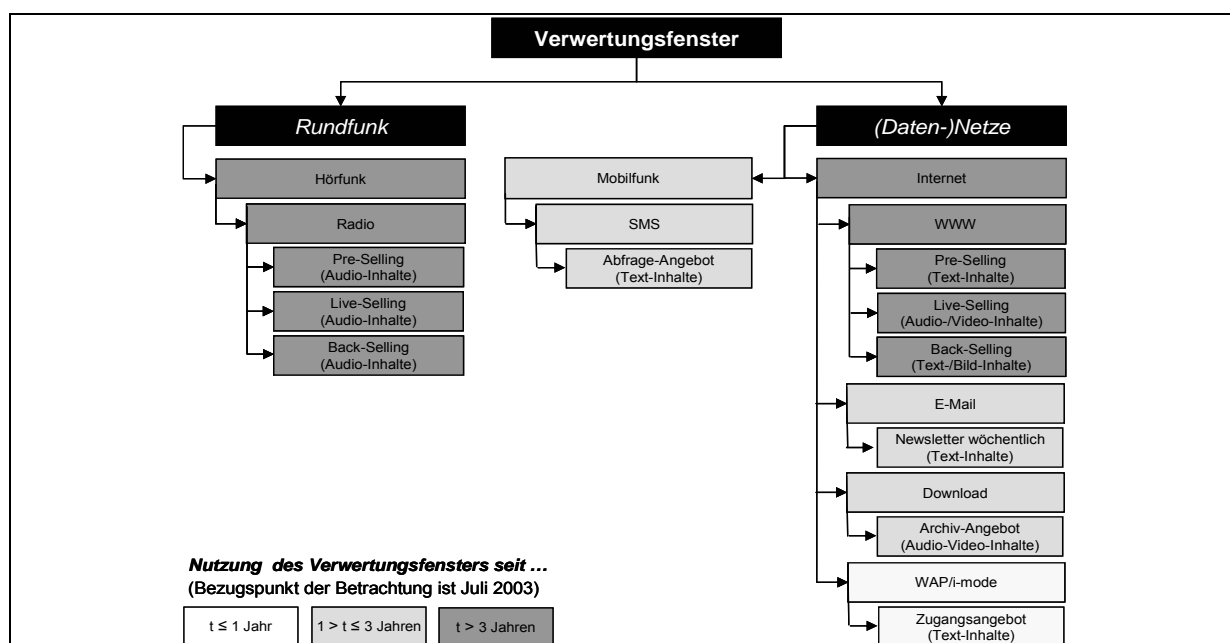 Verwertungsfenster
Rundfunk
Hörfunk
Radio
Pre-Selling
(Audio-Inhalte)
Live-Selling
(Audio-Inhalte)
Back-Selling
(Audio-Inhalte)
(Daten-)Netze
Mobilfunk
SMS
Abfrage-Angebot
(Text-Inhalte)
Internet
WWW
Pre-Selling
(Text-Inhalte)
Live-Selling
(Audio-/Video-Inhalte)
Back-Selling
(Text-/Bild-Inhalte)
E-Mail
Newsletter wöchentlich
(Text-Inhalte)
Download
Archiv-Angebot
(Audio-Video-Inhalte)
WAP/i-mode
Zugangsangebot
(Text-Inhalte)
Nutzung des Verwertungsfensters seit ...
(Bezugspunkt der Betrachtung ist Juli 2003)
t ≤ 1 Jahr
1 > t ≤ 3 Jahren
t > 3 Jahren